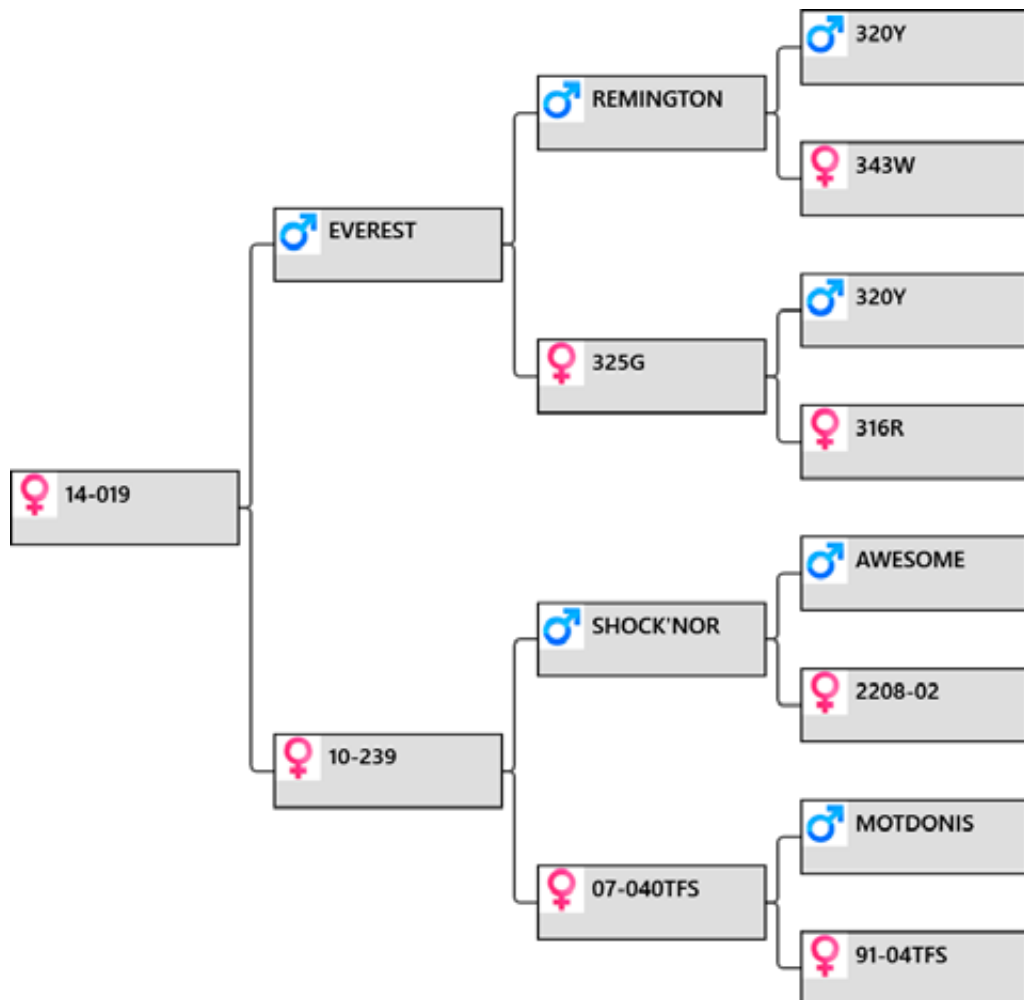 320Y
REMINGTON
343W
EVEREST
320Y
325G
316R
14-019
AWESOME
SHOCK'NOR
2208-02
10-239
MOTDONIS
07-040TFS
91-04TFS